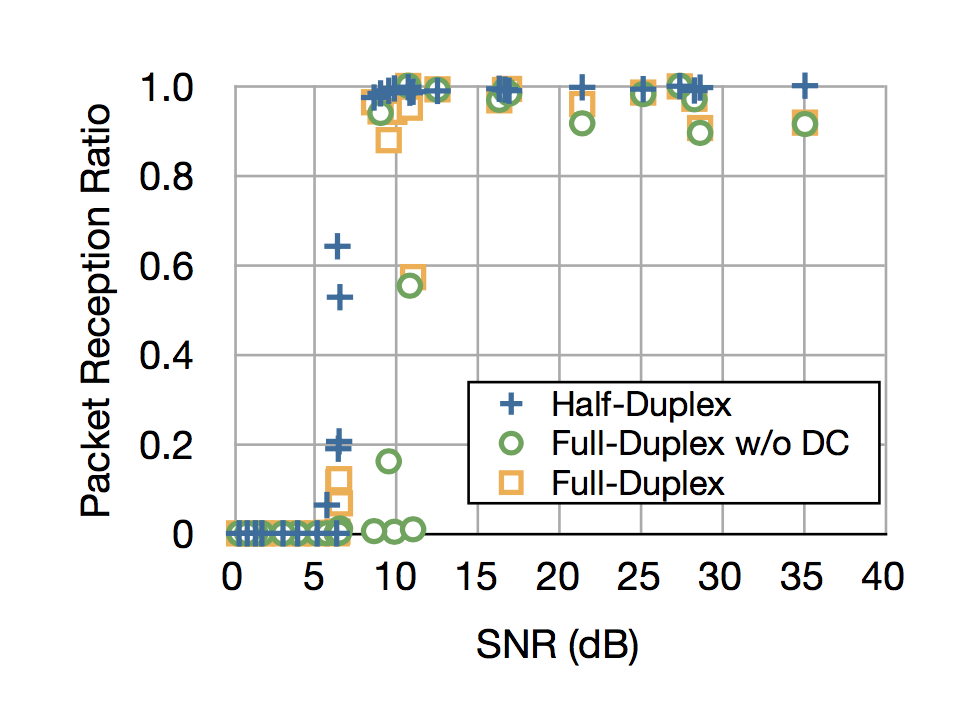 1.0
0.8
0.6
0.4
0.2
0
Packet Reception Ratio
Half-Duplex
Full-Duplex w/o DC
Full-Duplex
0 5 10 15 20 25 30 35 40
SNR (dB)